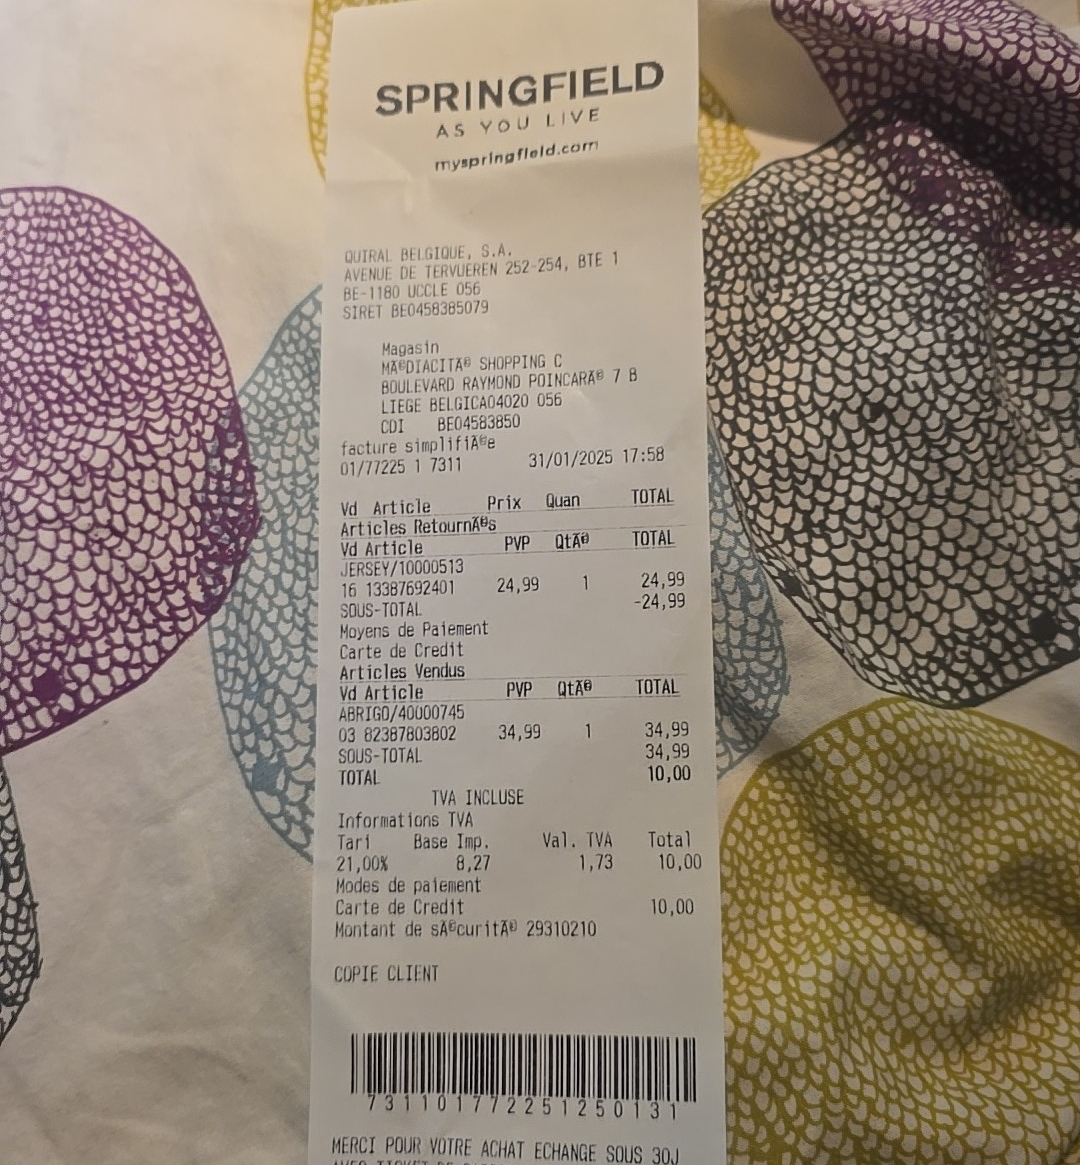 SPRINGFIELD
AS YOU LIVE
myspringfield.com
QUIRAL BELGIQUE, S.A.
AVENUE DE TERVUEREN 252-254, BTE 1
BE-1180 UCCLE 056
SIRET BE0458385079
Magasin
MÃ©DIACITÃ© SHOPPING C
BOULEVARD RAYMOND POINCARÃ© 7 B
LIEGE BELGICA04020 056
CDI BE04583850
facture simplifiÃ©e
01/77225 1 7311 31/01/2025 17:58
Vd Article Prix Quan TOTAL
Articles RetournÃ©s
Vd Article PVP QtÃ© TOTAL
JERSEY/10000513
16 13387692401 24,99 1 24,99
SOUS-TOTAL -24,99
Moyens de Paiement
Carte de Credit
Articles Vendus
Vd Article PVP QtÃ© TOTAL
ABRIGO/40000745
03 82387803802 34,99 1 34,99
SOUS-TOTAL 34,99
TOTAL 10,00
TVA INCLUSE
Informations TVA
Tari Base Imp. Val. TVA Total
21,00% 8,27 1,73 10,00
Modes de paiement
Carte de Credit 10,00
Montant de sÃ©curitÃ© 29310210
COPIE CLIENT
731101772251250131
MERCI POUR VOTRE ACHAT ECHANGE SOUS 30J